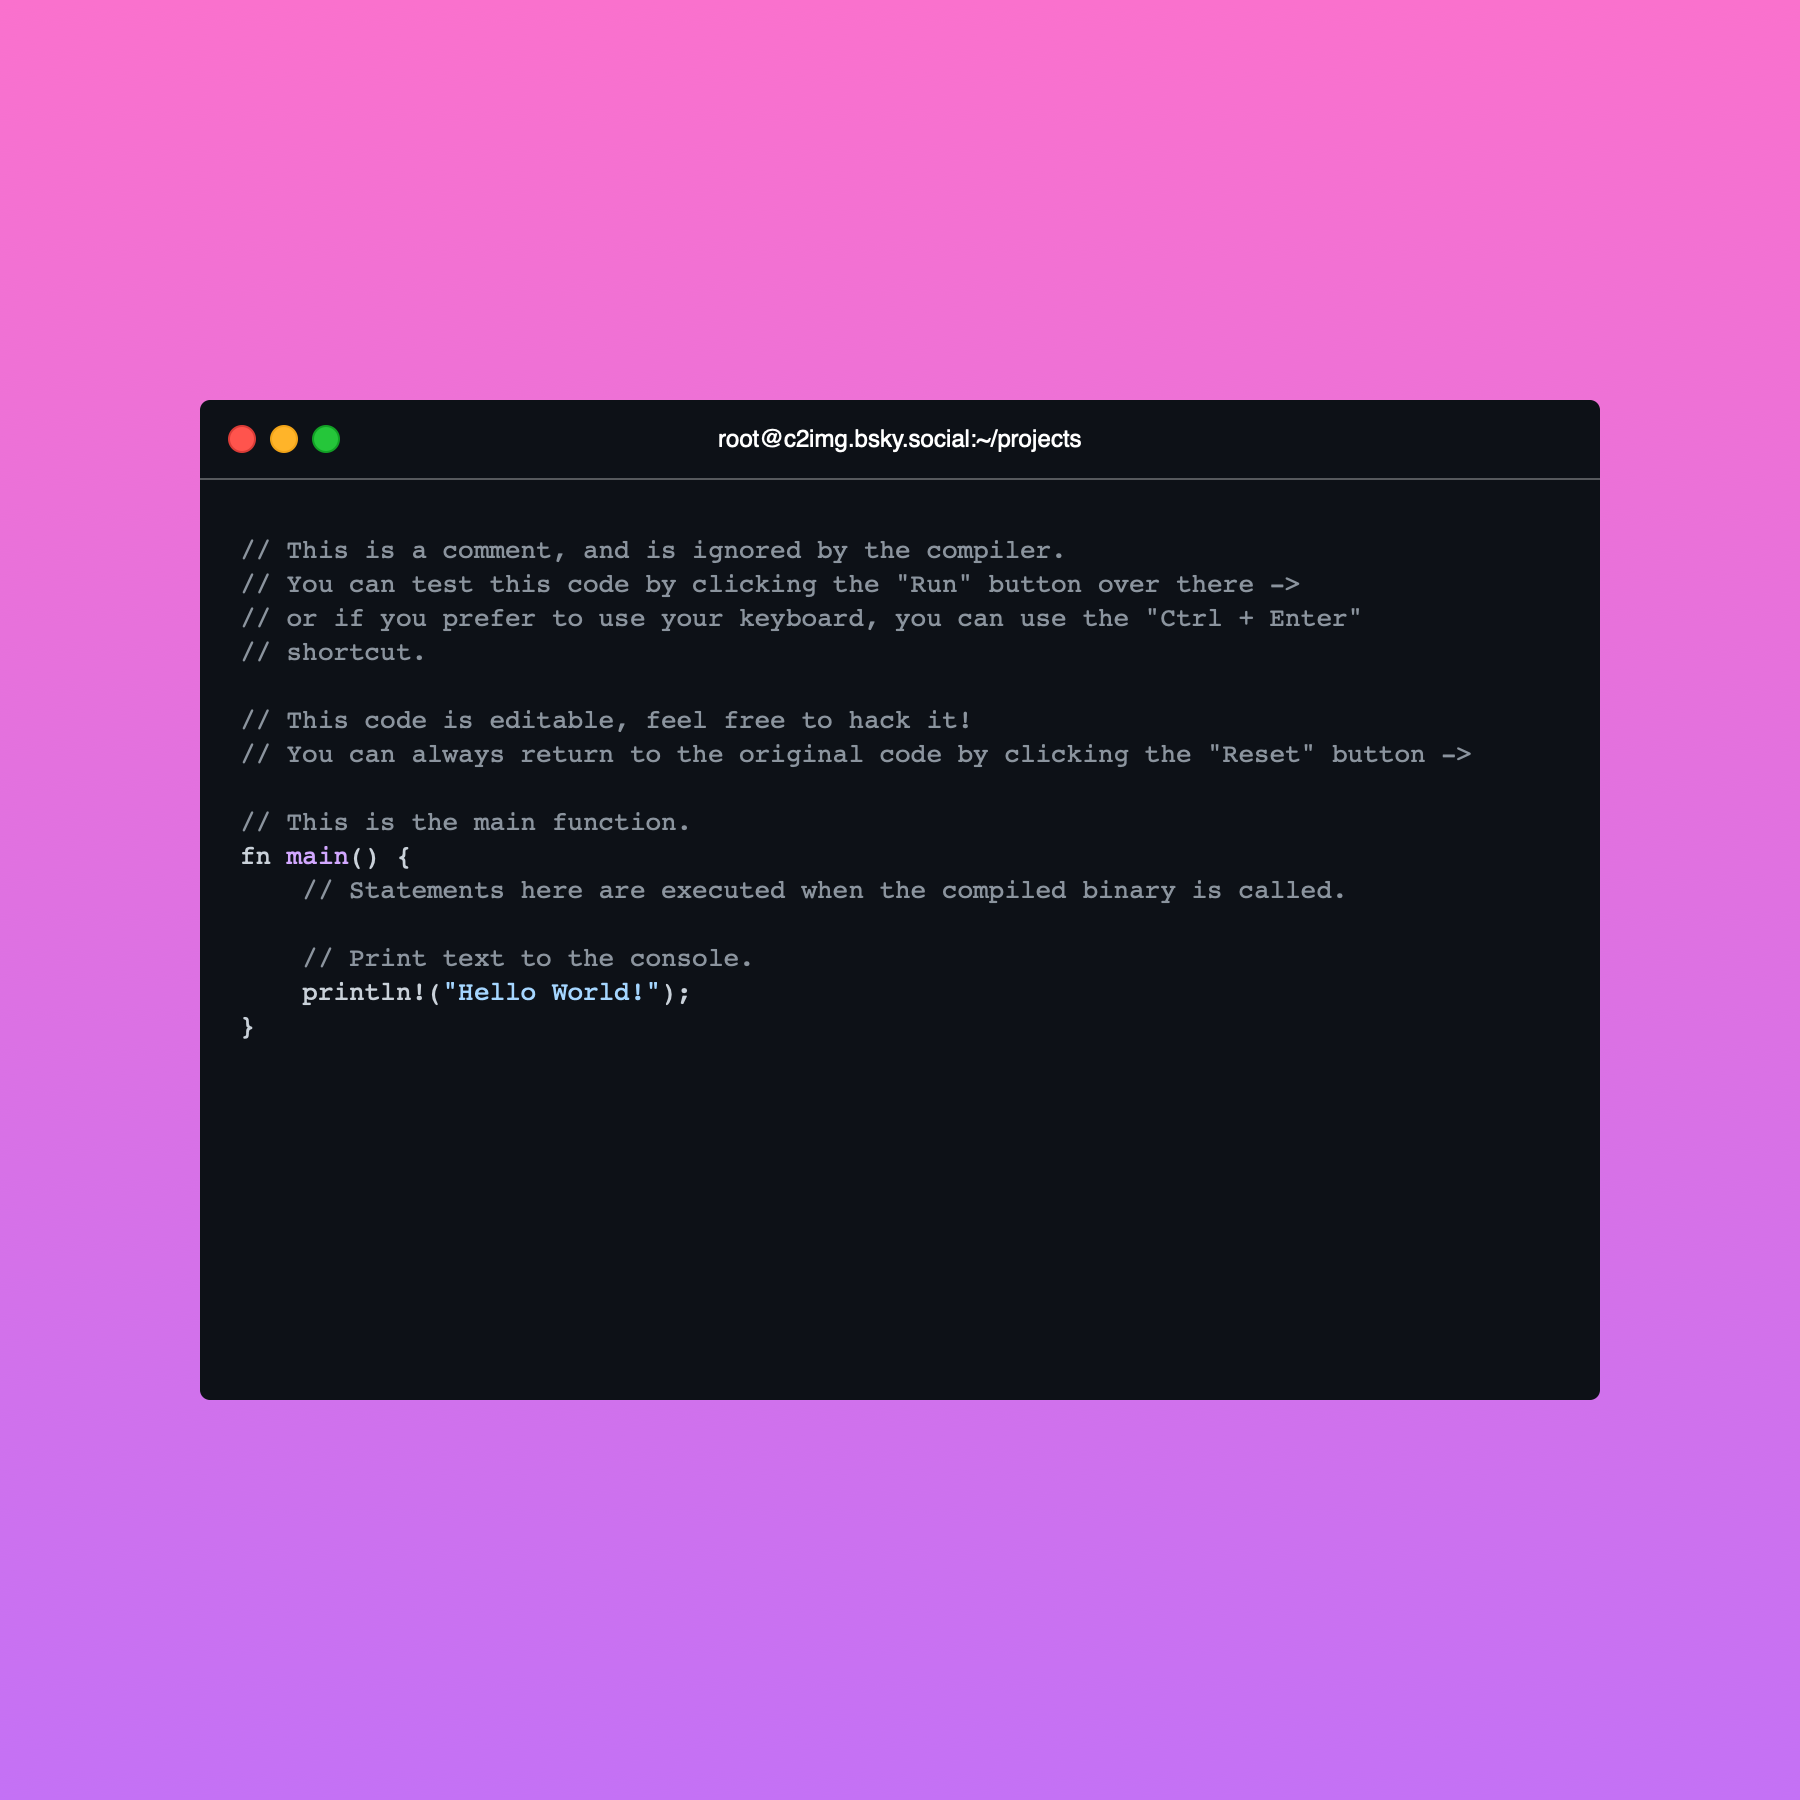 root@c2img.bsky.social:~/projects
// This is a comment, and is ignored by the compiler.
// You can test this code by clicking the "Run" button over there ->
// or if you prefer to use your keyboard, you can use the "Ctrl + Enter"
// shortcut.
// This code is editable, feel free to hack it!
// You can always return to the original code by clicking the "Reset" button ->
// This is the main function.
fn main() {
    // Statements here are executed when the compiled binary is called.
    // Print text to the console.
    println!("Hello World!");
}